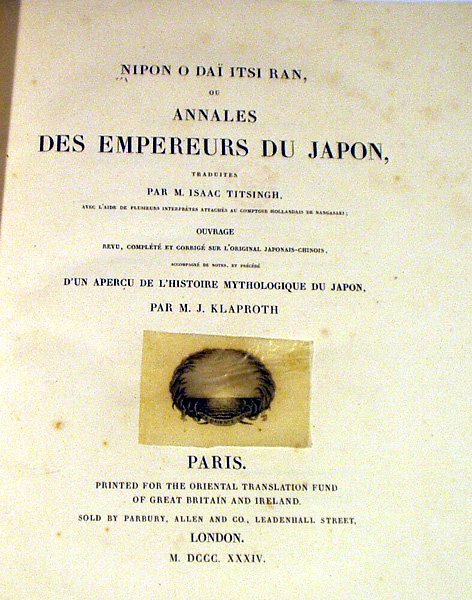 NIPON O DAÏ ITSI RAN,
OU
ANNALES
DES EMPEREURS DU JAPON,
TRADUITES
PAR M. ISAAC TITSINGH,
AVEC L'AIDE DE PLUSIEURS INTERPRÈTES ATTACHÉS AU COMPTOIR HOLLANDAIS DE NANGASAKI;
OUVRAGE
REVU, COMPLÉTÉ ET CORRIGÉ SUR L'ORIGINAL JAPONAIS-CHINOIS,
ACCOMPAGNÉ DE NOTES, ET PRÉCÉDÉ
D'UN APERÇU DE L'HISTOIRE MYTHOLOGIQUE DU JAPON,
PAR M. J. KLAPROTH
PARIS.
PRINTED FOR THE ORIENTAL TRANSLATION FUND
OF GREAT BRITAIN AND IRELAND.
SOLD BY PARBURY, ALLEN AND CO., LEADENHALL STREET,
LONDON.
M. DCCC. XXXIV.